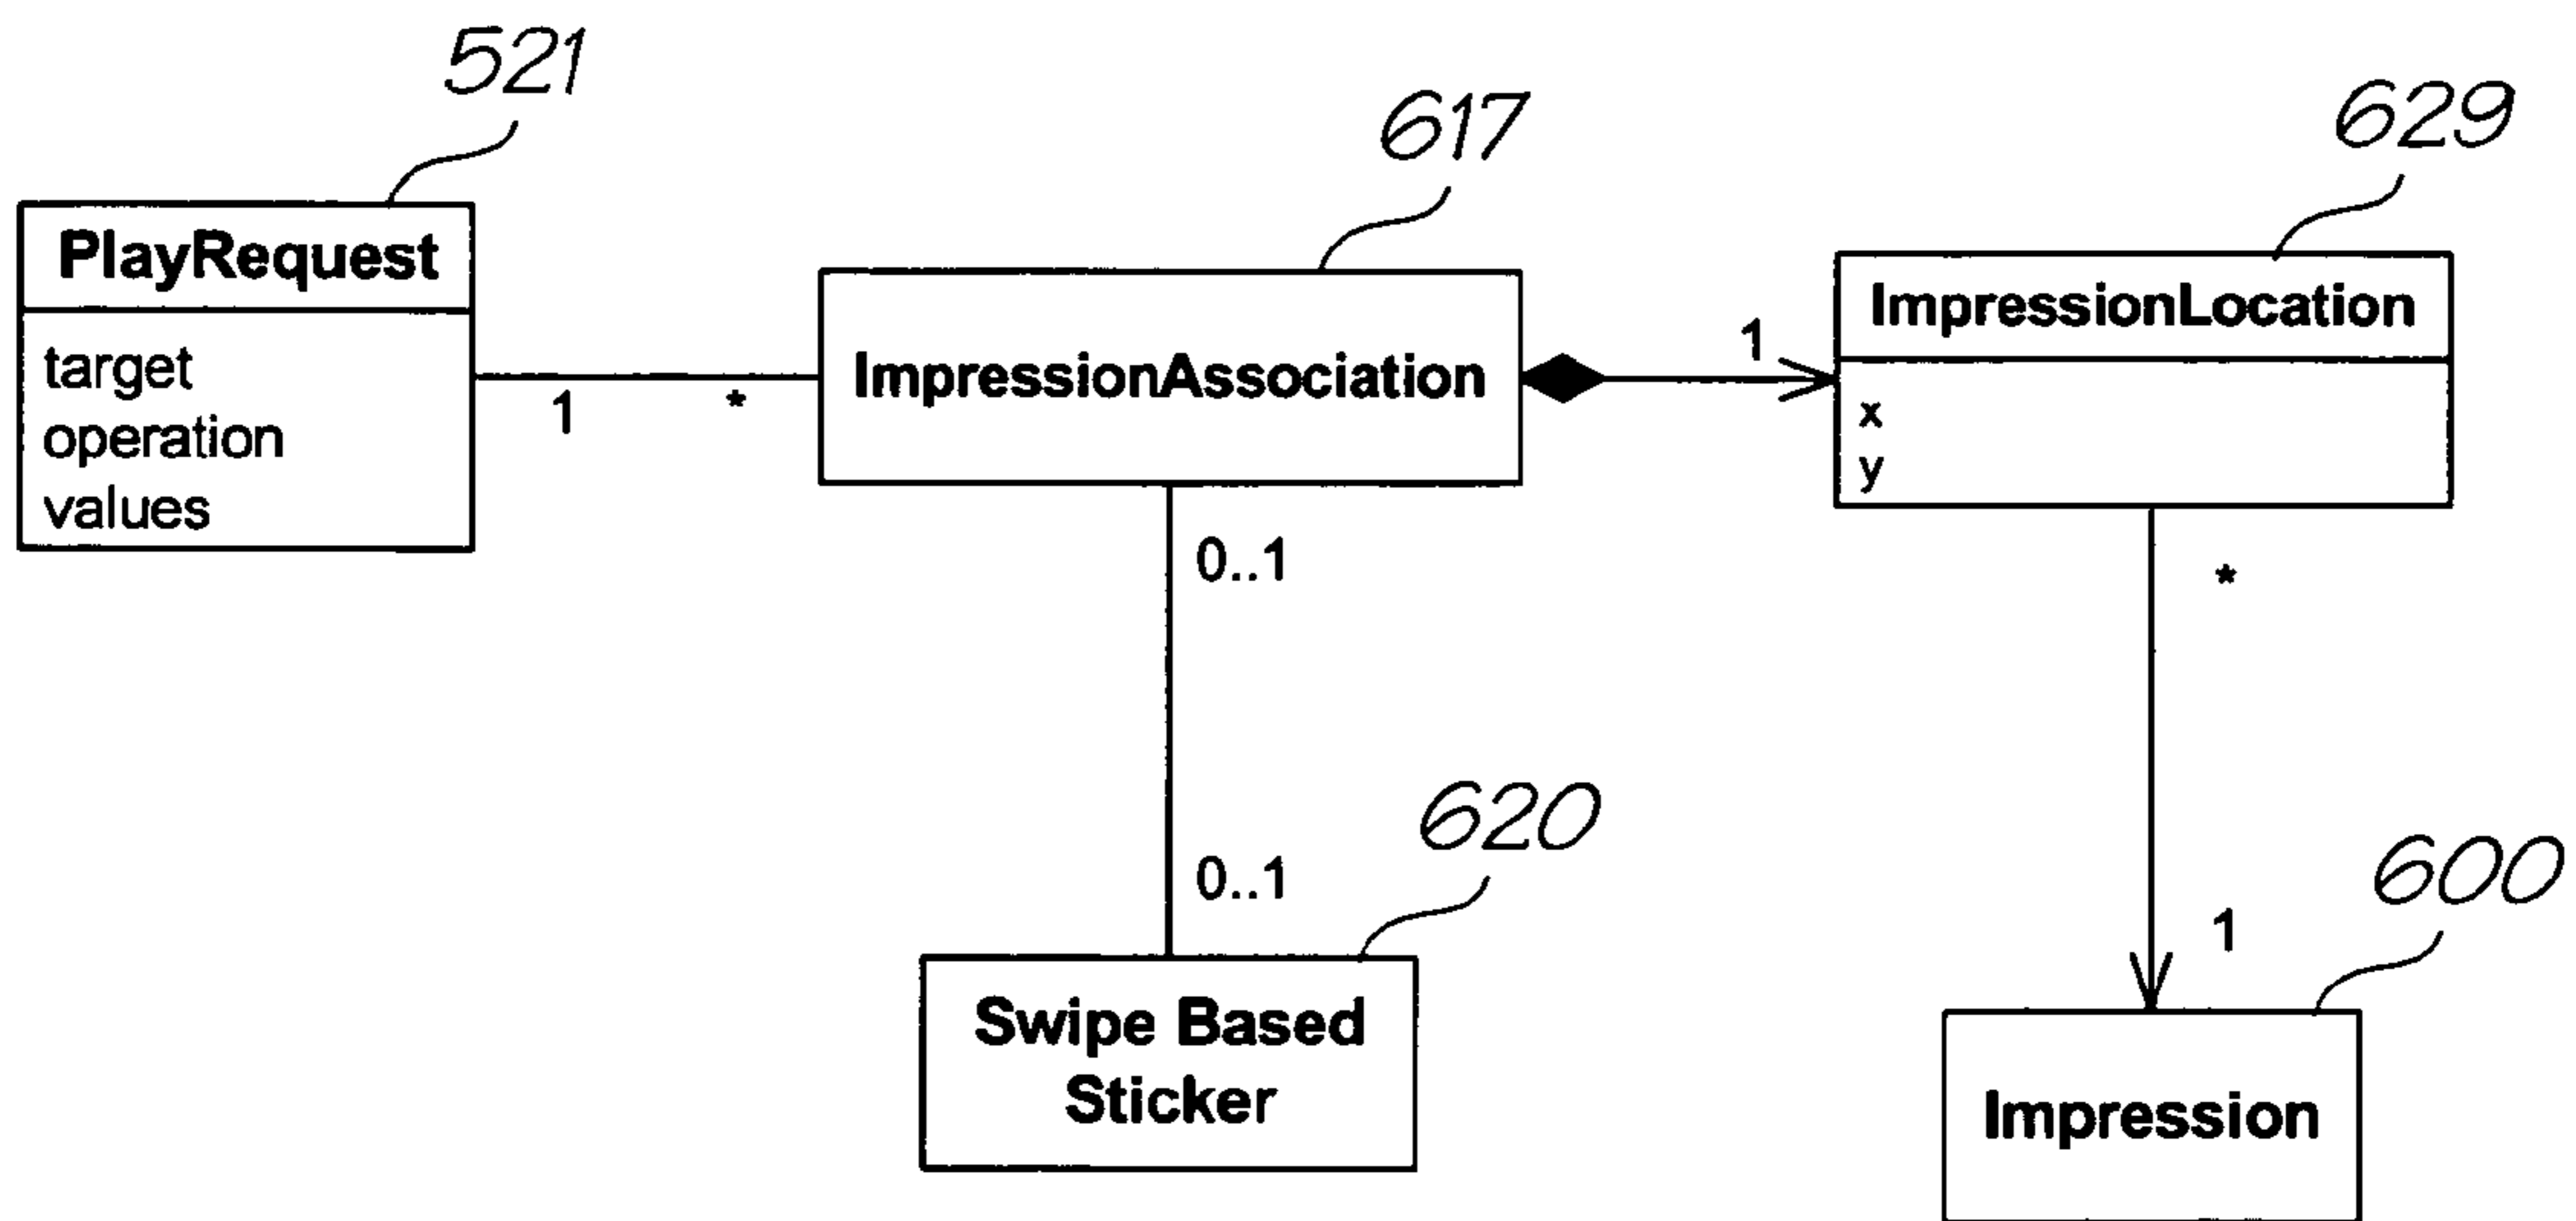 521
617
629
PlayRequest
target
operation
values
1
*
ImpressionAssociation
1
ImpressionLocation
x
y
0..1
0..1
*
1
620
600
Swipe Based
Sticker
Impression